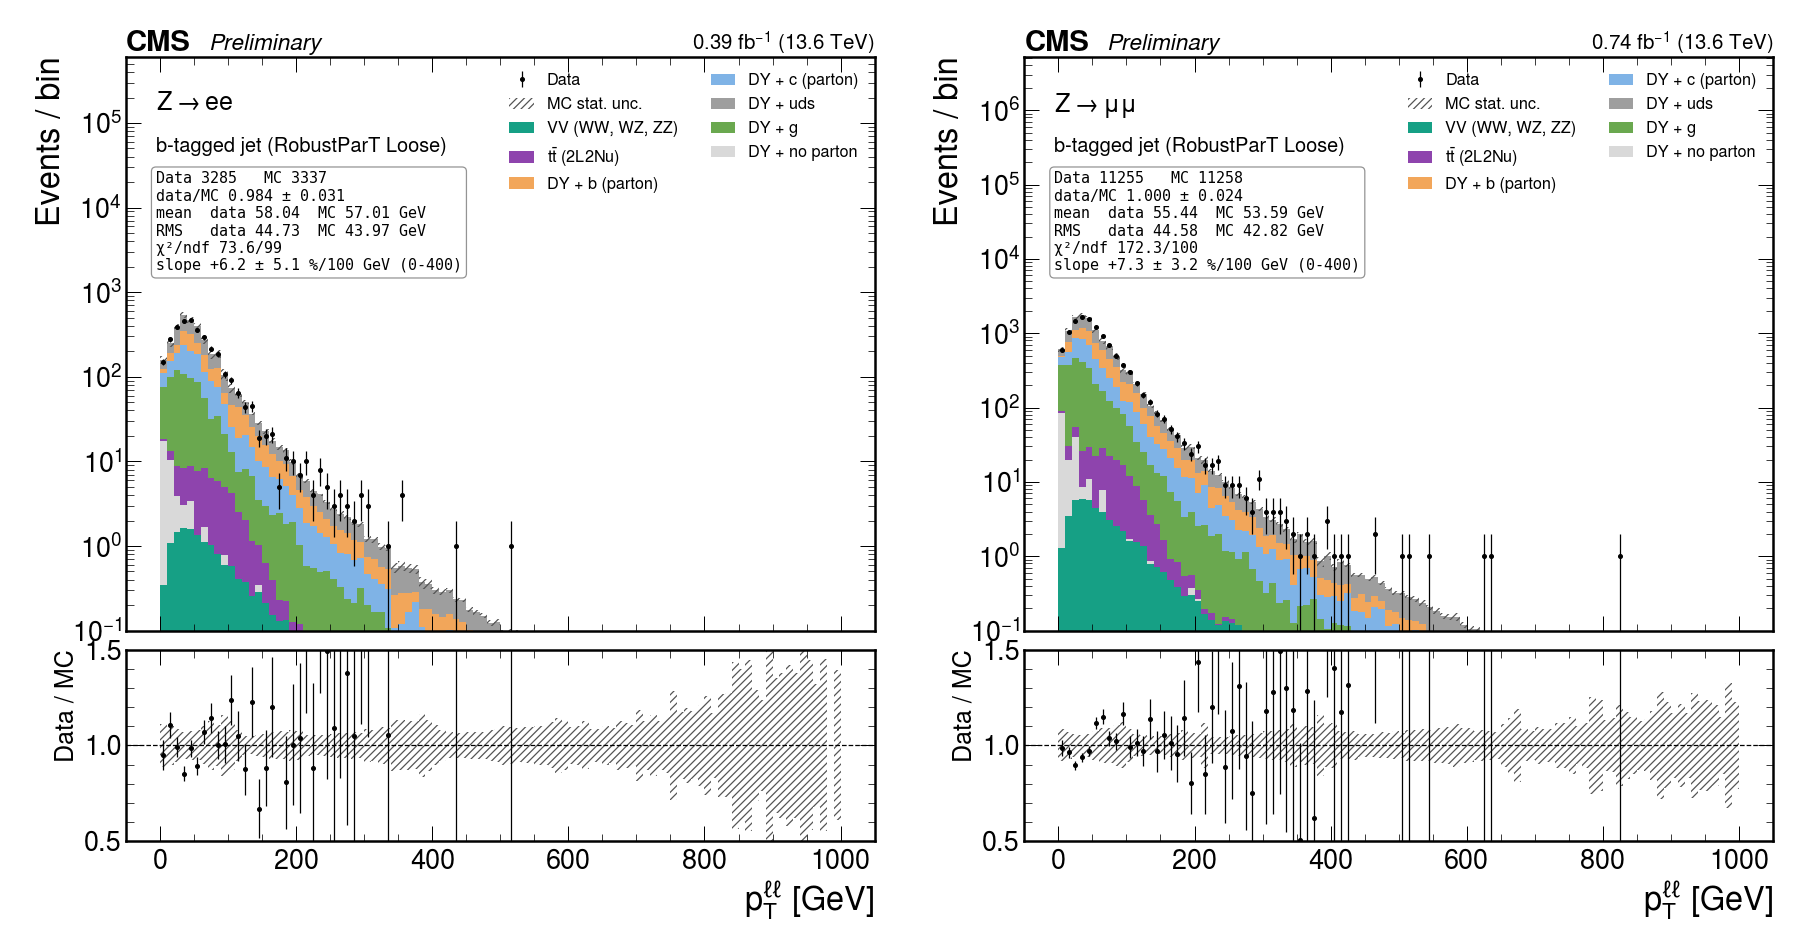 CMS Preliminary 0.39 fb⁻¹ (13.6 TeV)
Events / bin
Z → ee
b-tagged jet (RobustParT Loose)
Data 3285 MC 3337
data/MC 0.984 ± 0.031
mean data 58.04 MC 57.01 GeV
RMS data 44.73 MC 43.97 GeV
χ²/ndf 73.6/99
slope +6.2 ± 5.1 %/100 GeV (0-400)
Data
MC stat. unc.
VV (WW, WZ, ZZ)
tt̄ (2L2Nu)
DY + b (parton)
DY + c (parton)
DY + uds
DY + g
DY + no parton
10⁵
10⁴
10³
10²
10¹
10⁰
10⁻¹
Data / MC
1.5
1.0
0.5
0 200 400 600 800 1000
p_T^ℓℓ [GeV]
CMS Preliminary 0.74 fb⁻¹ (13.6 TeV)
Events / bin
Z → μμ
b-tagged jet (RobustParT Loose)
Data 11255 MC 11258
data/MC 1.000 ± 0.024
mean data 55.44 MC 53.59 GeV
RMS data 44.58 MC 42.82 GeV
χ²/ndf 172.3/100
slope +7.3 ± 3.2 %/100 GeV (0-400)
Data
MC stat. unc.
VV (WW, WZ, ZZ)
tt̄ (2L2Nu)
DY + b (parton)
DY + c (parton)
DY + uds
DY + g
DY + no parton
10⁶
10⁵
10⁴
10³
10²
10¹
10⁰
10⁻¹
Data / MC
1.5
1.0
0.5
0 200 400 600 800 1000
p_T^ℓℓ [GeV]